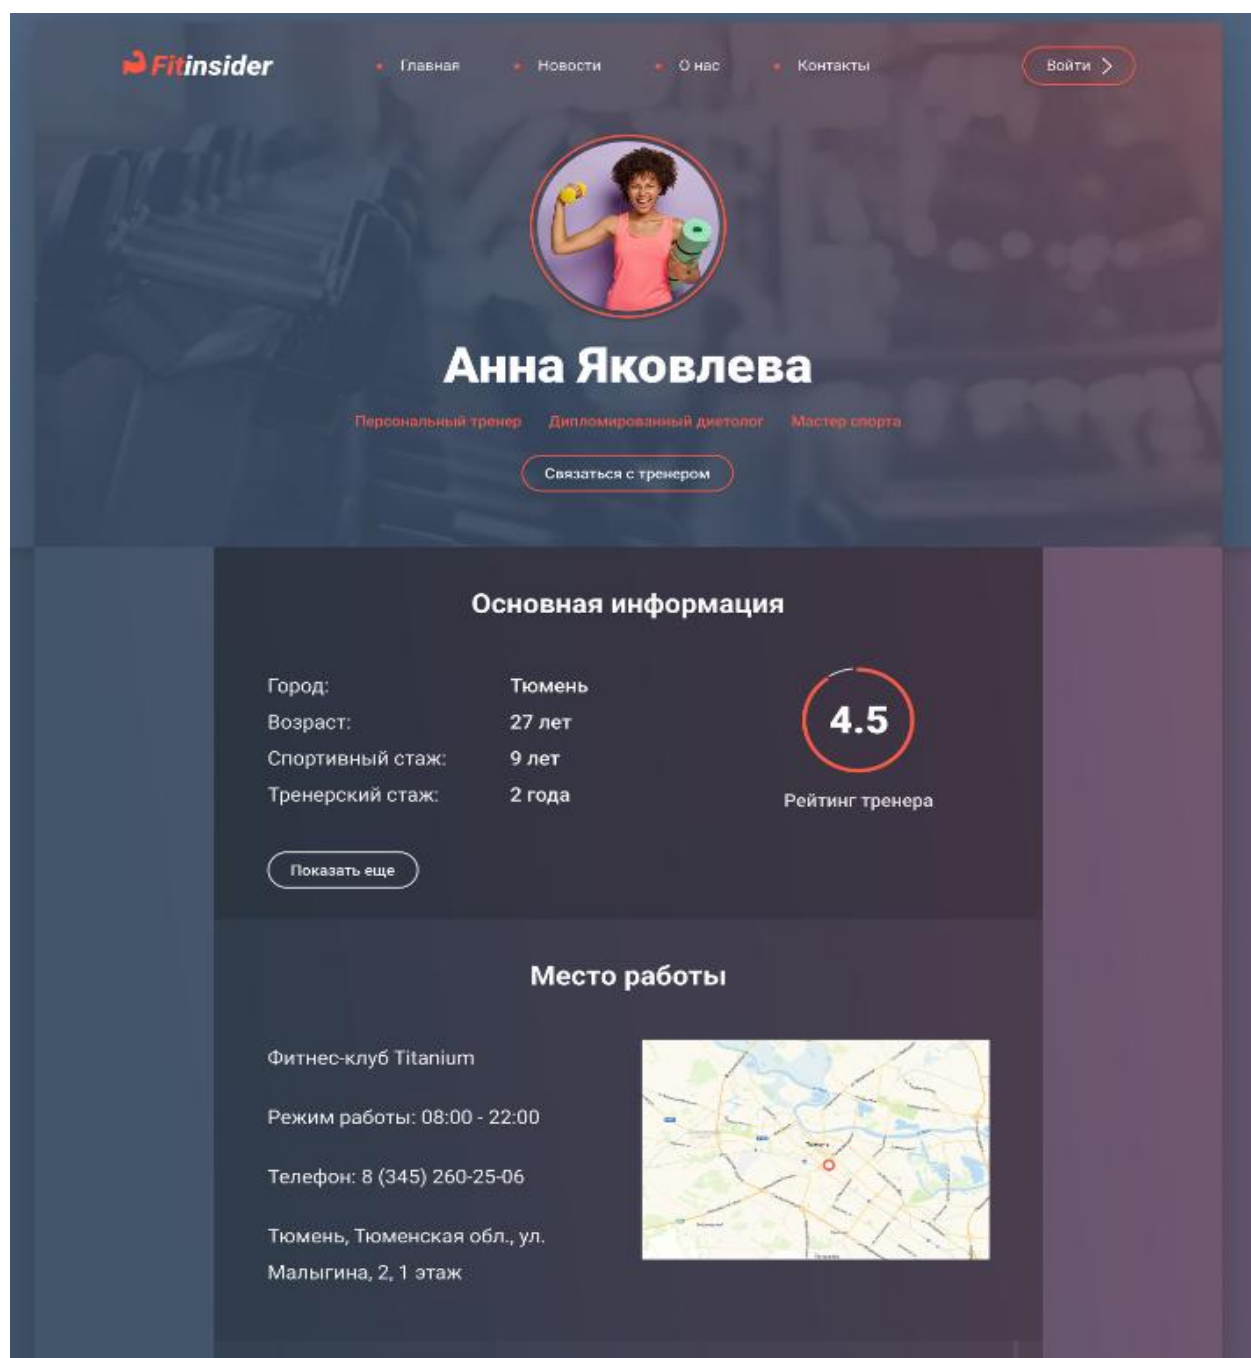 Fitinsider
Главная
Новости
О нас
Контакты
Войти
Анна Яковлева
Персональный тренер Дипломированный диетолог Мастер спорта
Связаться с тренером
Основная информация
Город: Тюмень
Возраст: 27 лет
Спортивный стаж: 9 лет
Тренерский стаж: 2 года
4.5
Рейтинг тренера
Показать еще
Место работы
Фитнес-клуб Titanium
Режим работы: 08:00 - 22:00
Телефон: 8 (345) 260-25-06
Тюмень, Тюменская обл., ул.
Малыгина, 2, 1 этаж
Тюмень